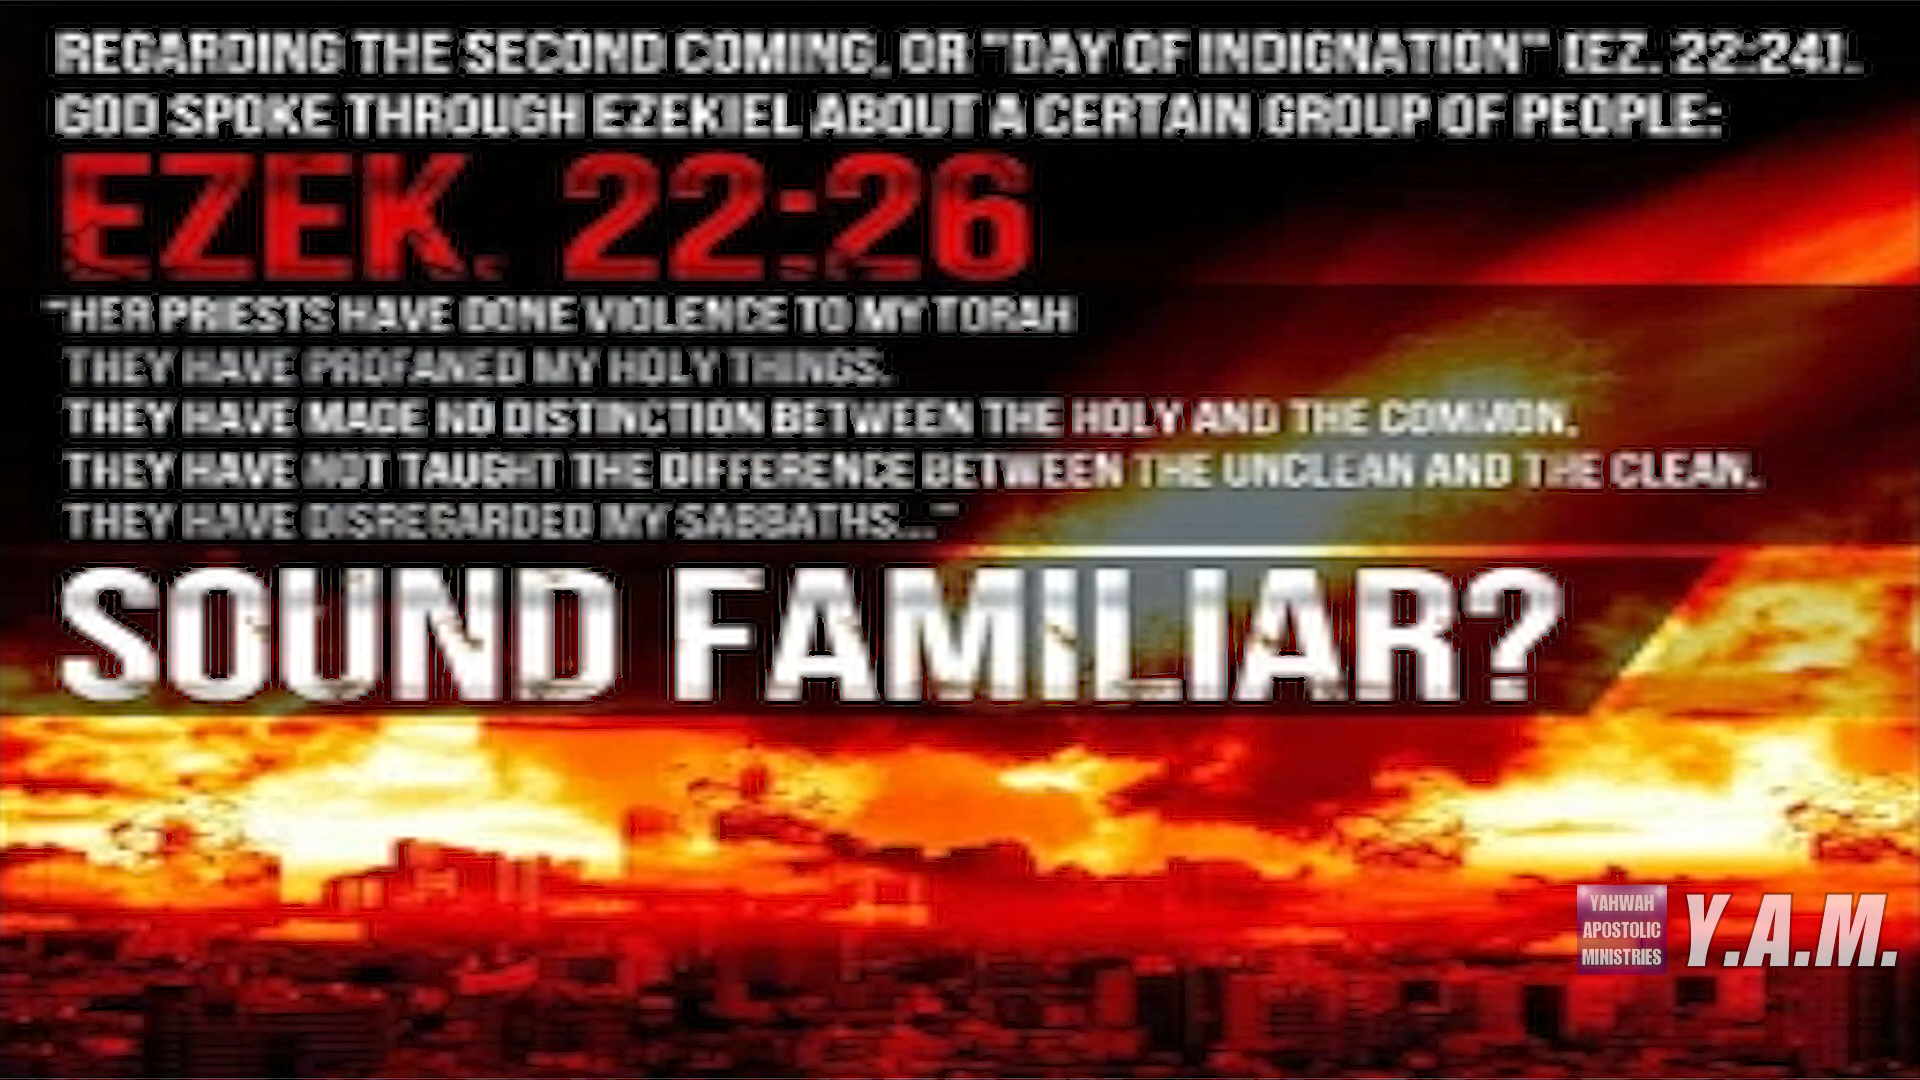 REGARDING THE SECOND COMING, OR "DAY OF INDIGNATION" (EZ. 22:24).
GOD SPOKE THROUGH EZEKIEL ABOUT A CERTAIN GROUP OF PEOPLE:
EZEK. 22:26
"HER PRIESTS HAVE DONE VIOLENCE TO MY TORAH
THEY HAVE PROFANED MY HOLY THINGS.
THEY HAVE MADE NO DISTINCTION BETWEEN THE HOLY AND THE COMMON.
THEY HAVE NOT TAUGHT THE DIFFERENCE BETWEEN THE UNCLEAN AND THE CLEAN.
THEY HAVE DISREGARDED MY SABBATHS..."
SOUND FAMILIAR?
YAHWAH
APOSTOLIC
MINISTRIES
Y.A.M.